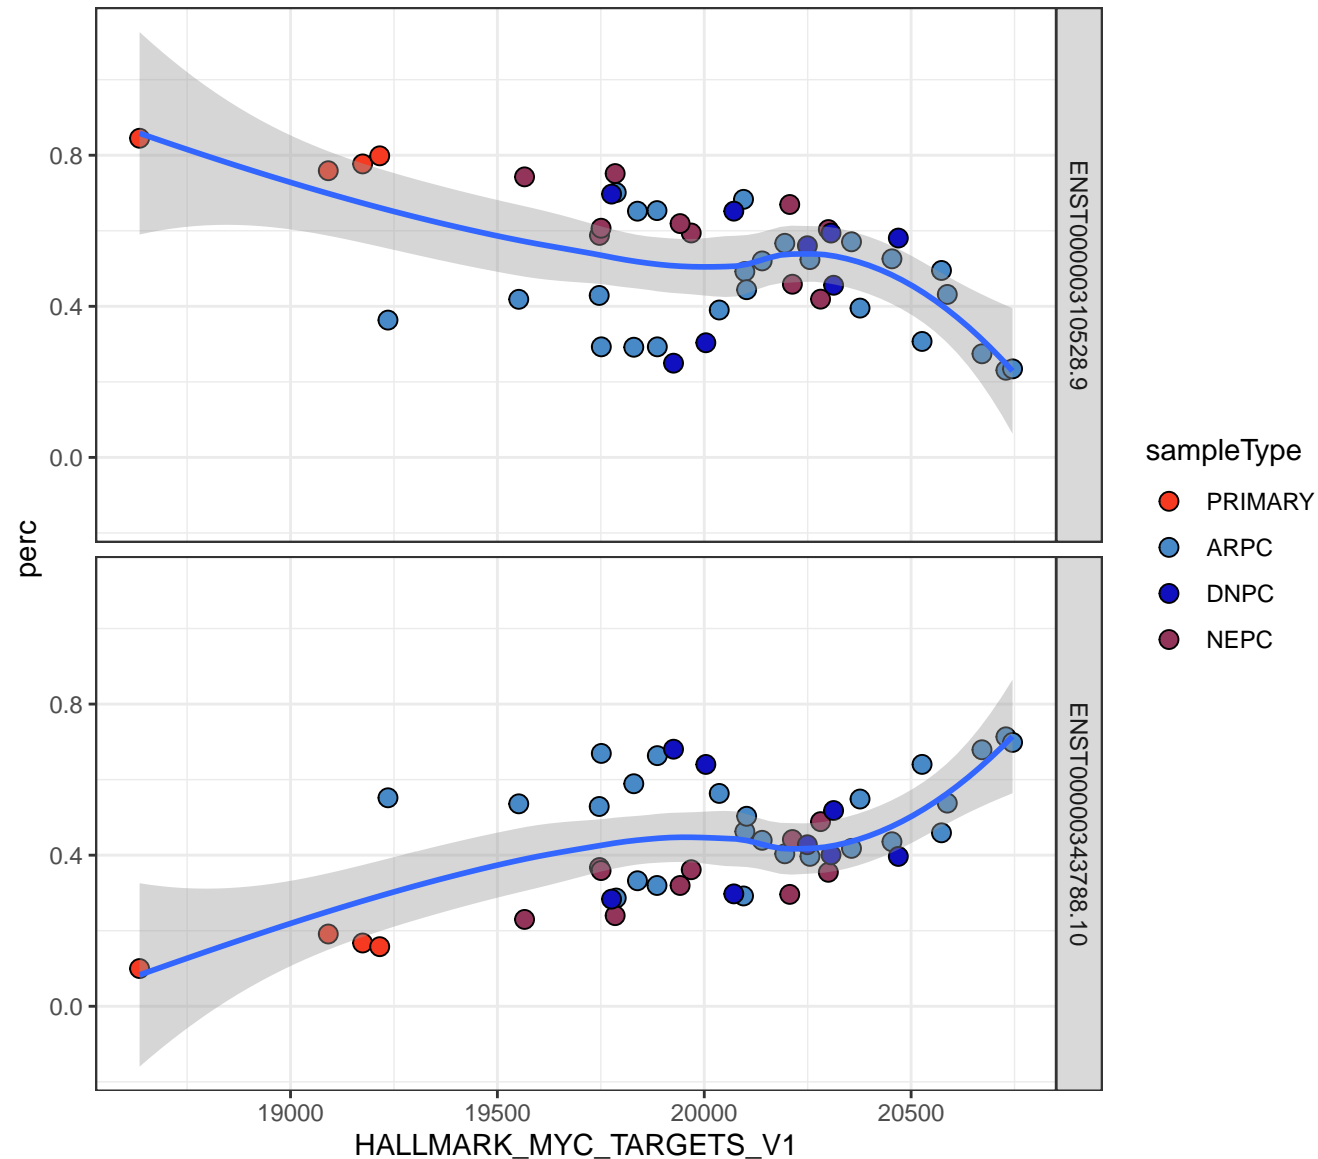 0.8
0.4
0.0
ENST00000310528.9
perc
0.8
0.4
0.0
ENST00000343788.10
19000
19500
20000
20500
HALLMARK_MYC_TARGETS_V1
sampleType
PRIMARY
ARPC
DNPC
NEPC